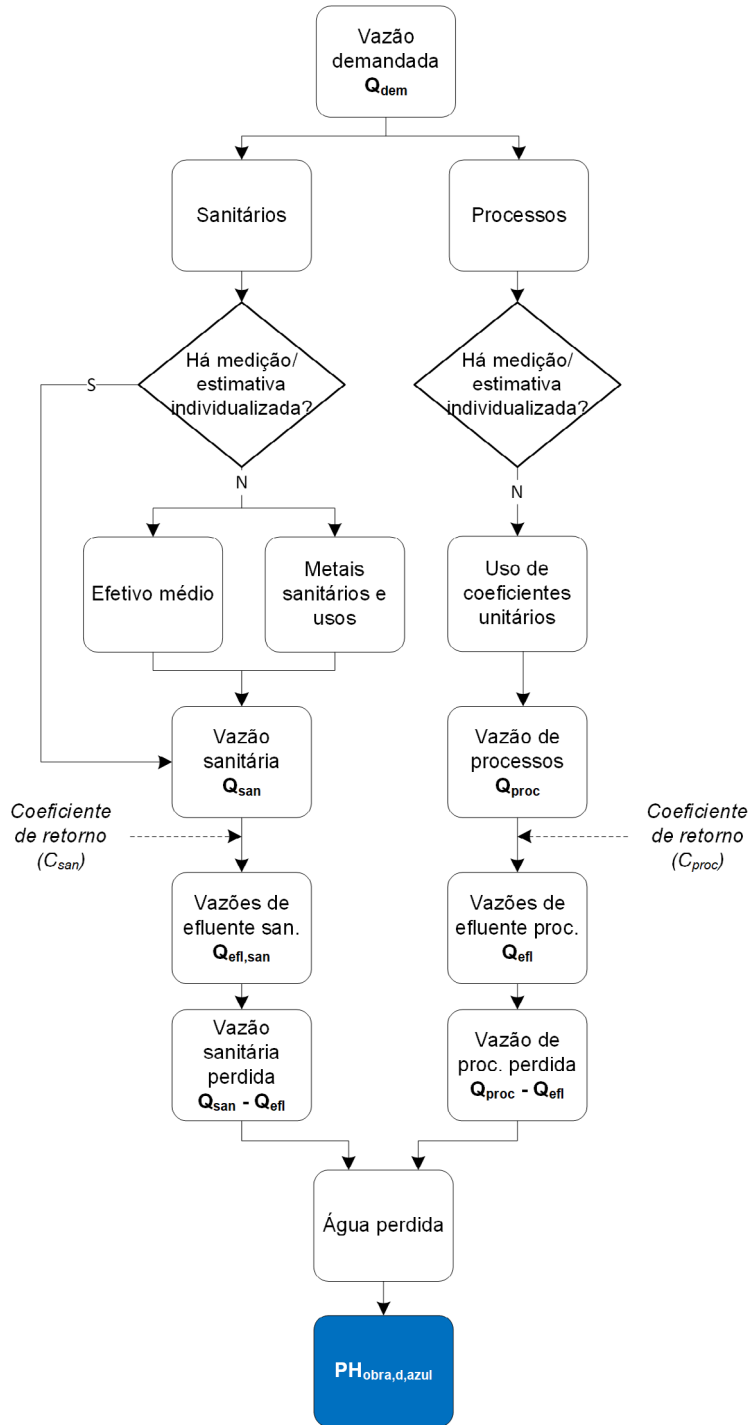 Vazão
demandada
Qdem
Sanitários
Processos
Há medição/
estimativa
individualizada?
Há medição/
estimativa
individualizada?
S
N
N
Efetivo médio
Metais
sanitários e
usos
Uso de
coeficientes
unitários
Vazão
sanitária
Qsan
Vazão de
processos
Qproc
Coeficiente
de retorno
(Csan)
Coeficiente
de retorno
(Cproc)
Vazões de
efluente san.
Qefl,san
Vazões de
efluente proc.
Qefl
Vazão
sanitária
perdida
Qsan - Qefl
Vazão de
proc. perdida
Qproc - Qefl
Água perdida
PHobra,d,azul